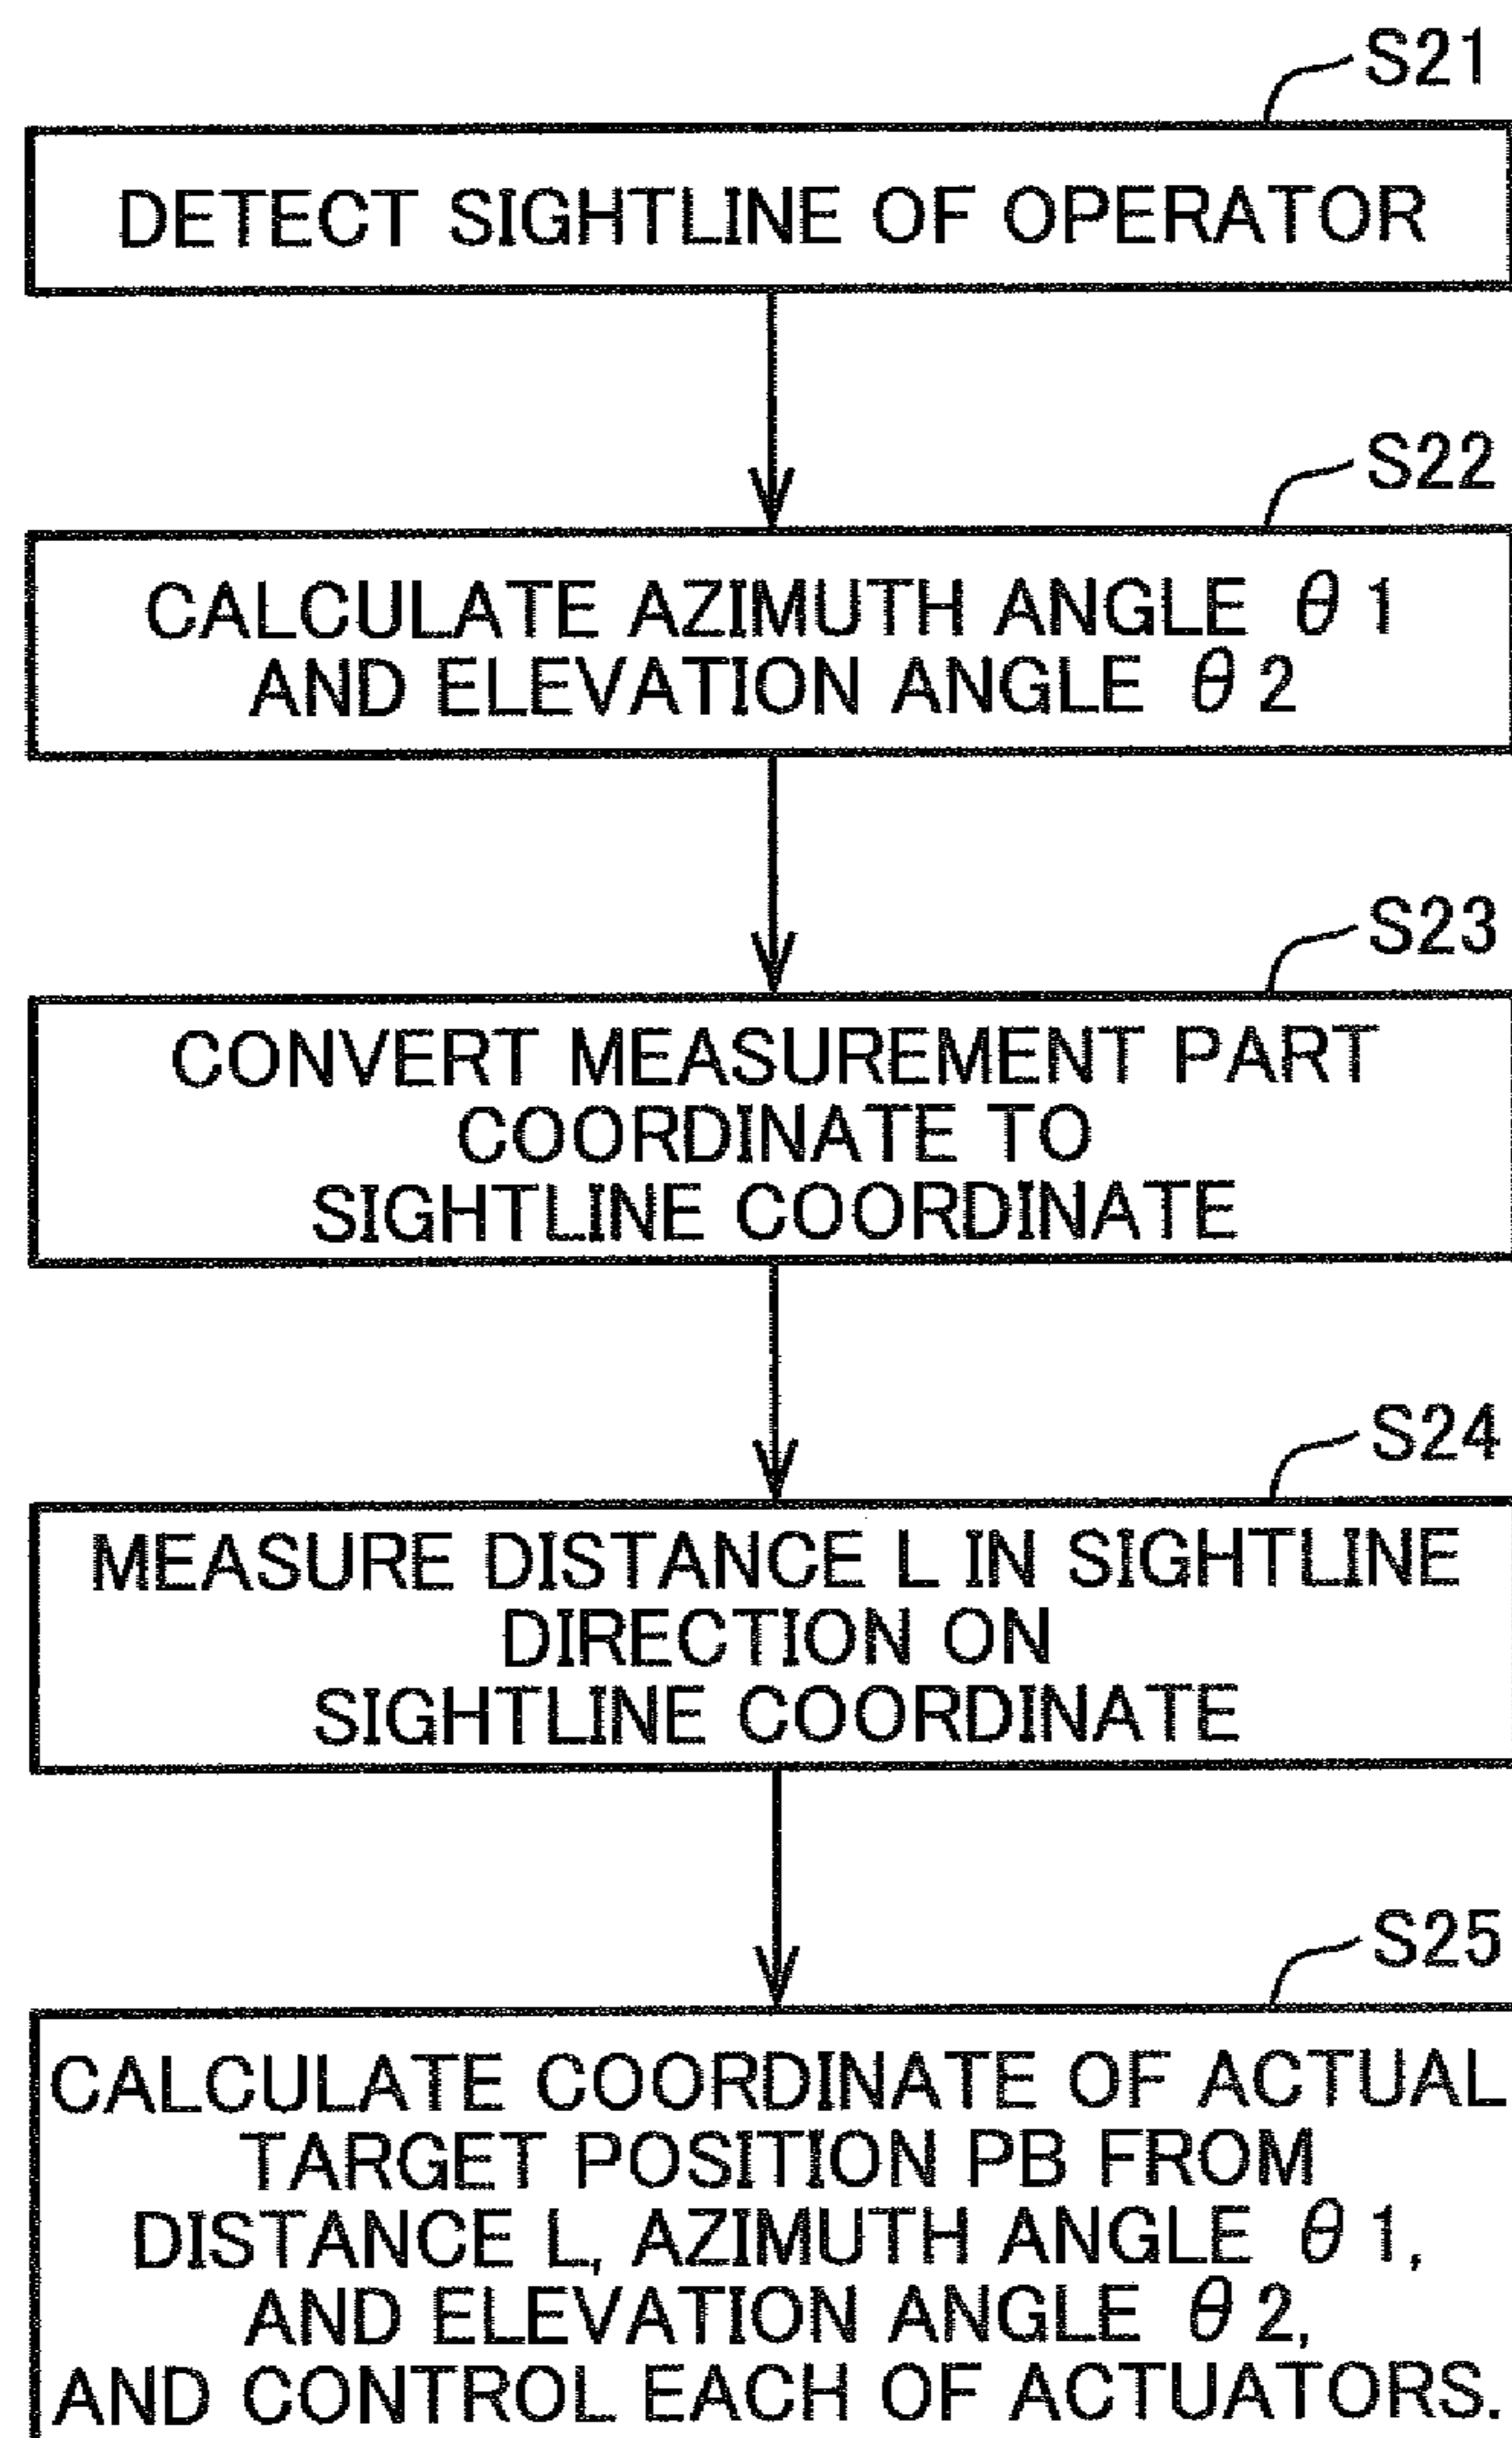 S21
DETECT SIGHTLINE OF OPERATOR
S22
CALCULATE AZIMUTH ANGLE θ1
AND ELEVATION ANGLE θ2
S23
CONVERT MEASUREMENT PART
COORDINATE TO
SIGHTLINE COORDINATE
S24
MEASURE DISTANCE L IN SIGHTLINE
DIRECTION ON
SIGHTLINE COORDINATE
S25
CALCULATE COORDINATE OF ACTUAL
TARGET POSITION PB FROM
DISTANCE L, AZIMUTH ANGLE θ1,
AND ELEVATION ANGLE θ2,
AND CONTROL EACH OF ACTUATORS.